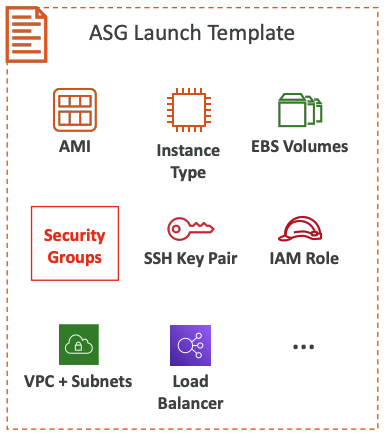 ASG Launch Template
AMI
Instance
Type
EBS Volumes
Security
Groups
SSH Key Pair
IAM Role
VPC + Subnets
Load
Balancer
...